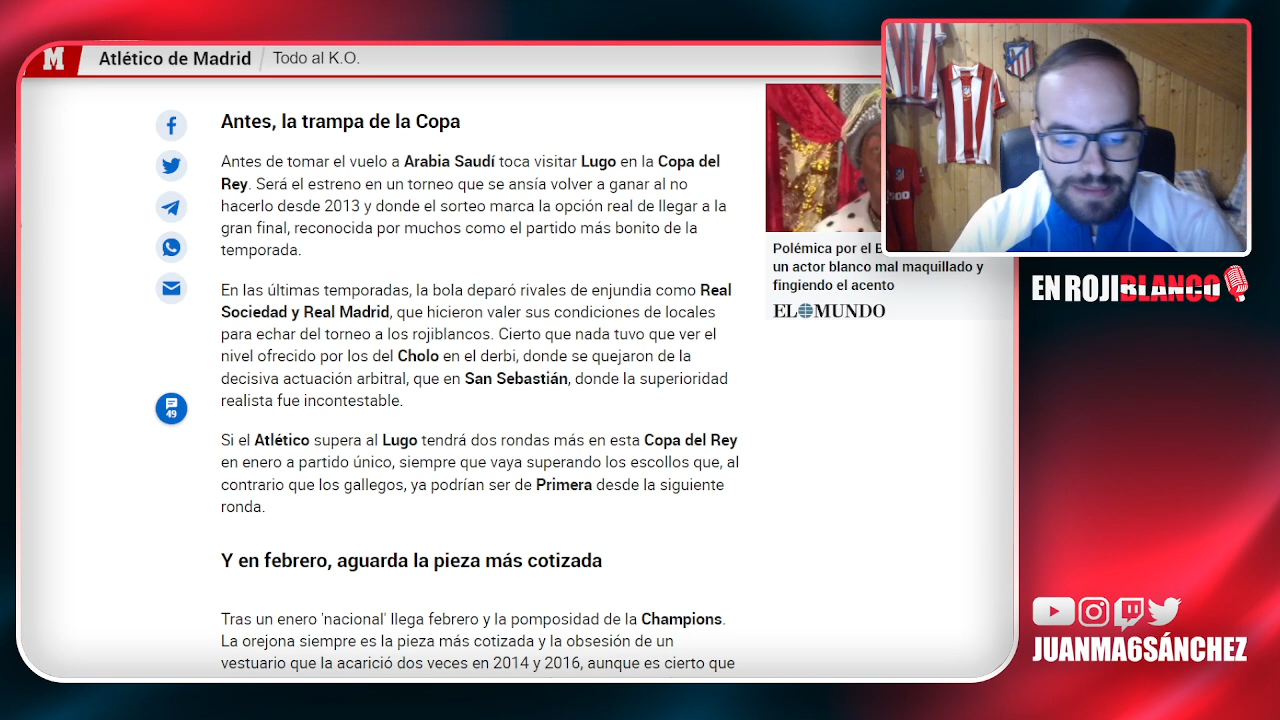 M
Atlético de Madrid
Todo al K.O.
Antes, la trampa de la Copa
Antes de tomar el vuelo a Arabia Saudí toca visitar Lugo en la Copa del
Rey. Será el estreno en un torneo que se ansía volver a ganar al no
hacerlo desde 2013 y donde el sorteo marca la opción real de llegar a la
gran final, reconocida por muchos como el partido más bonito de la
temporada.
En las últimas temporadas, la bola deparó rivales de enjundia como Real
Sociedad y Real Madrid, que hicieron valer sus condiciones de locales
para echar del torneo a los rojiblancos. Cierto que nada tuvo que ver el
nivel ofrecido por los del Cholo en el derbi, donde se quejaron de la
decisiva actuación arbitral, que en San Sebastián, donde la superioridad
realista fue incontestable.
49
Si el Atlético supera al Lugo tendrá dos rondas más en esta Copa del Rey
en enero a partido único, siempre que vaya superando los escollos que, al
contrario que los gallegos, ya podrían ser de Primera desde la siguiente
ronda.
Y en febrero, aguarda la pieza más cotizada
Tras un enero 'nacional' llega febrero y la pomposidad de la Champions.
La orejona siempre es la pieza más cotizada y la obsesión de un
vestuario que la acarició dos veces en 2014 y 2016, aunque es cierto que
Polémica por el
un actor blanco mal maquillado y
fingiendo el acento
EL MUNDO
EN ROJIBLANCO
JUANMA6SÁNCHEZ